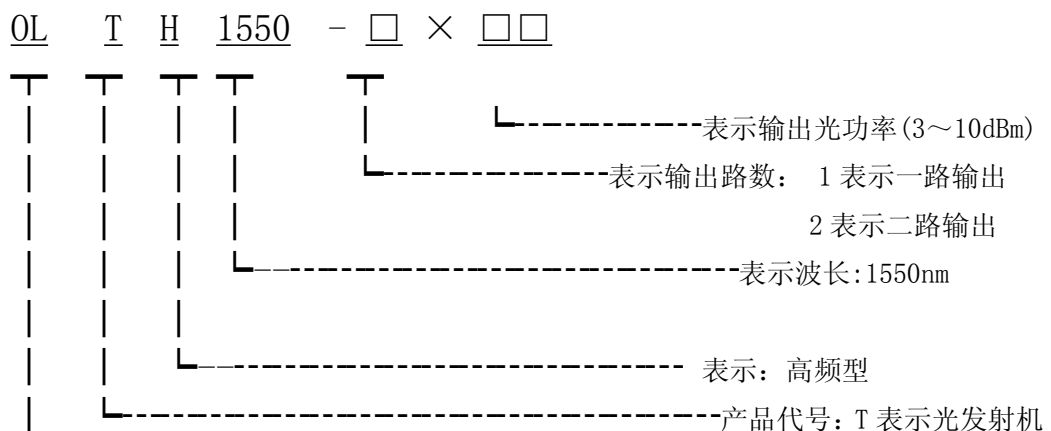 OL T H 1550 - □ × □□
表示输出光功率(3～10dBm)
表示输出路数： 1 表示一路输出
2 表示二路输出
表示波长:1550nm
表示：高频型
产品代号：T 表示光发射机